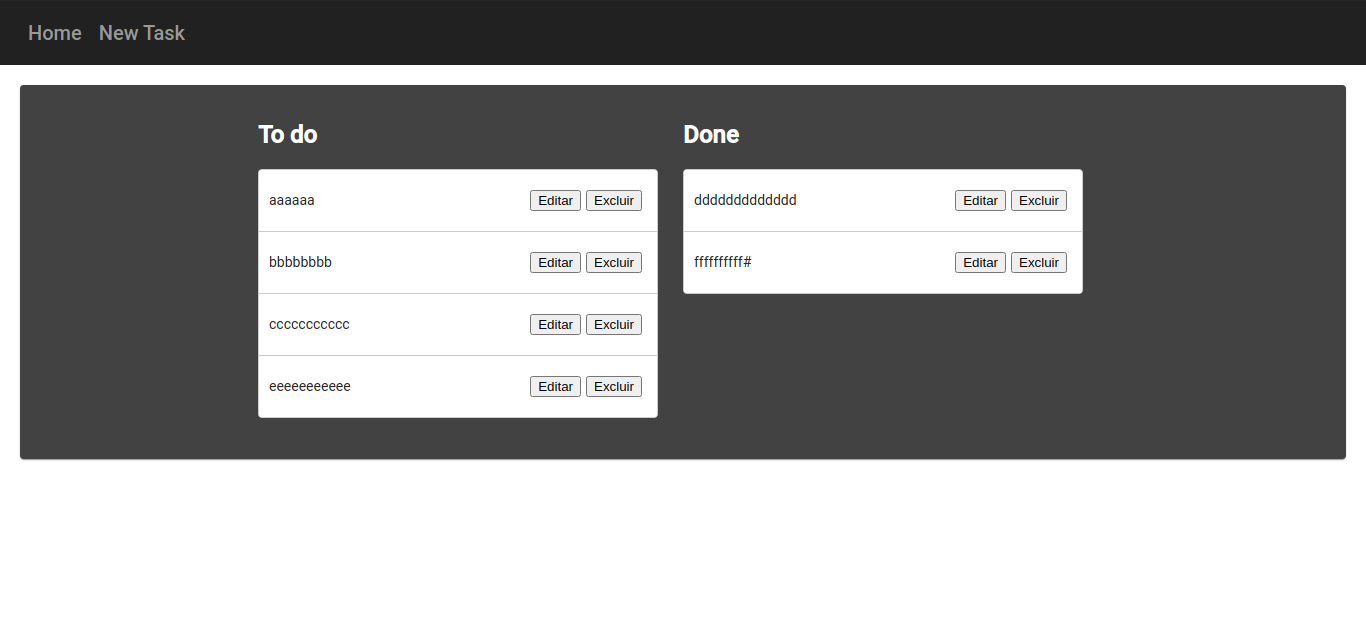 Home New Task
To do
aaaaaa Editar Excluir
bbbbbbbb Editar Excluir
ccccccccccc Editar Excluir
eeeeeeeeeee Editar Excluir
Done
ddddddddddddd Editar Excluir
ffffffffff# Editar Excluir